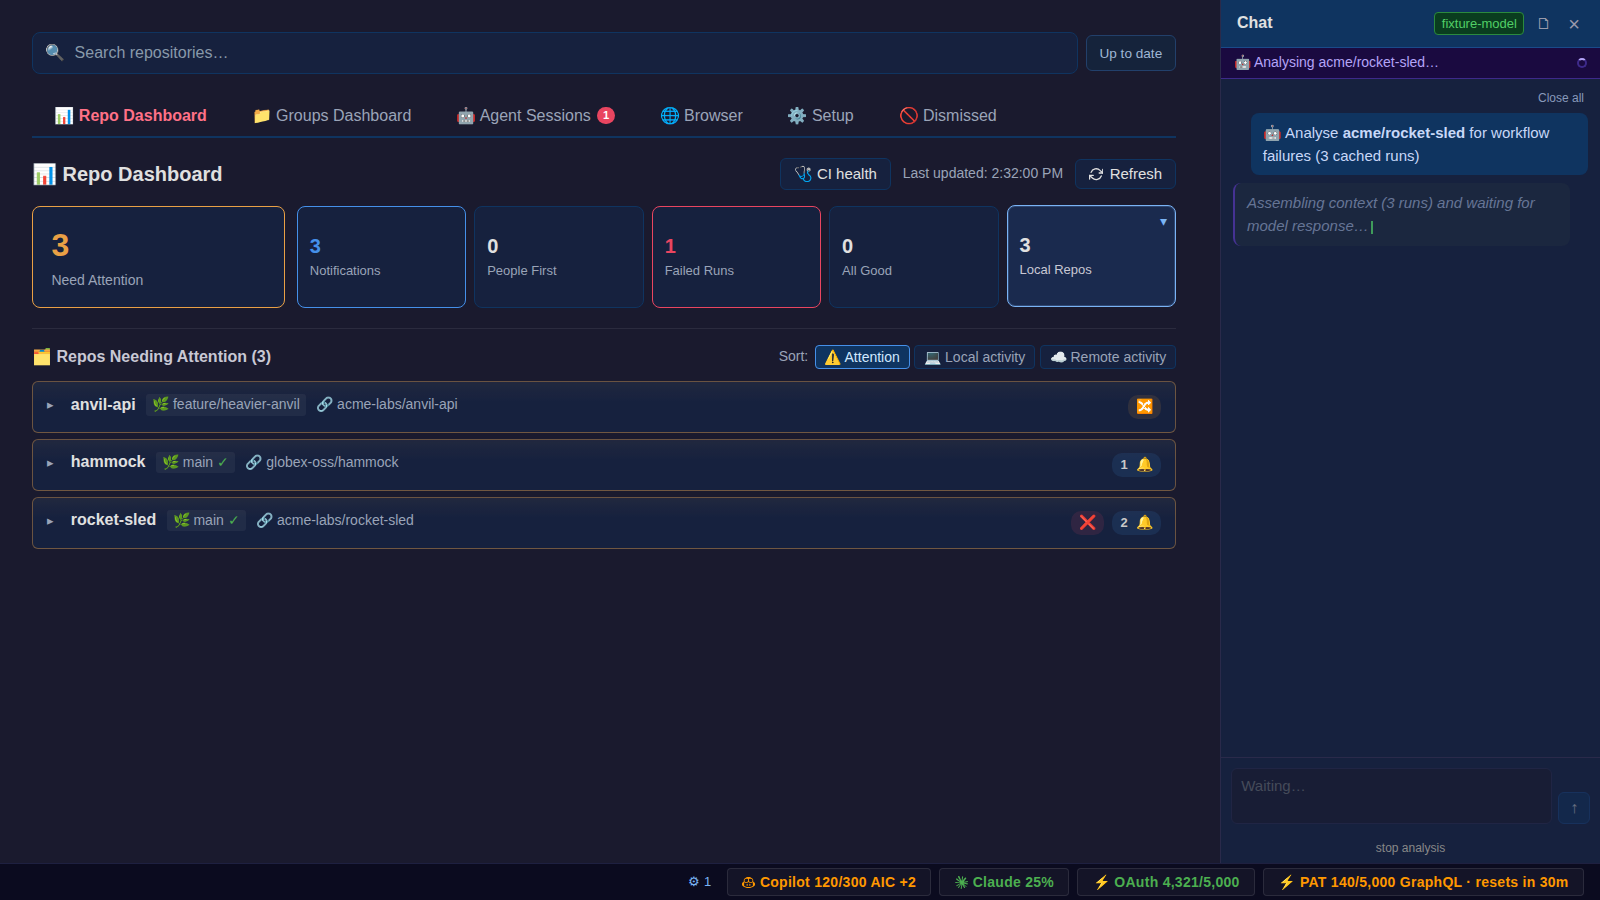 🔍 Search repositories…
Up to date
📊 Repo Dashboard
📁 Groups Dashboard
🤖 Agent Sessions 1
🌐 Browser
⚙️ Setup
🚫 Dismissed
📊 Repo Dashboard
🩺 CI health
Last updated: 2:32:00 PM
Refresh
3
Need Attention
3
Notifications
0
People First
1
Failed Runs
0
All Good
▼
3
Local Repos
🗂️ Repos Needing Attention (3)
Sort:
⚠️ Attention
💻 Local activity
☁️ Remote activity
▸ anvil-api 🌿 feature/heavier-anvil 🔗 acme-labs/anvil-api 🔀
▸ hammock 🌿 main ✓ 🔗 globex-oss/hammock 1 🔔
▸ rocket-sled 🌿 main ✓ 🔗 acme-labs/rocket-sled ❌ 2 🔔
Chat
fixture-model
✕
🤖 Analysing acme/rocket-sled…
Close all
🤖 Analyse acme/rocket-sled for workflow
failures (3 cached runs)
Assembling context (3 runs) and waiting for
model response…
Waiting…
↑
stop analysis
⚙ 1
Copilot 120/300 AIC +2
Claude 25%
⚡ OAuth 4,321/5,000
⚡ PAT 140/5,000 GraphQL · resets in 30m